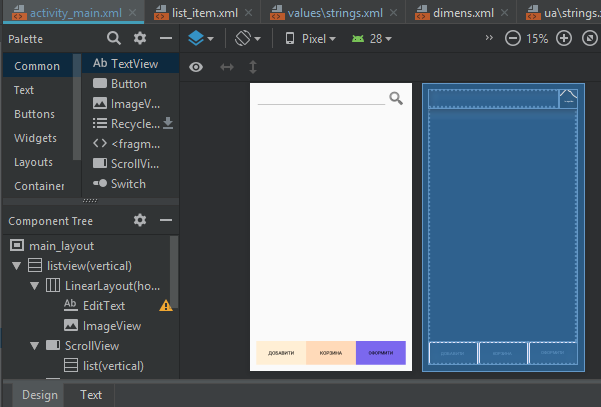 activity_main.xml × list_item.xml × values\strings.xml × dimens.xml × ua\strings.
Palette
Pixel 28 » 15%
Common
Text
Buttons
Widgets
Layouts
Container
Ab TextView
Button
ImageV...
Recycle...
<> <fragm...
ScrollVi...
Switch
Component Tree
main_layout
listview(vertical)
LinearLayout(ho...
Ab EditText
ImageView
ScrollView
list(vertical)
ДОБАВИТИ КОРЗИНА ОФОРМИТИ
Design Text